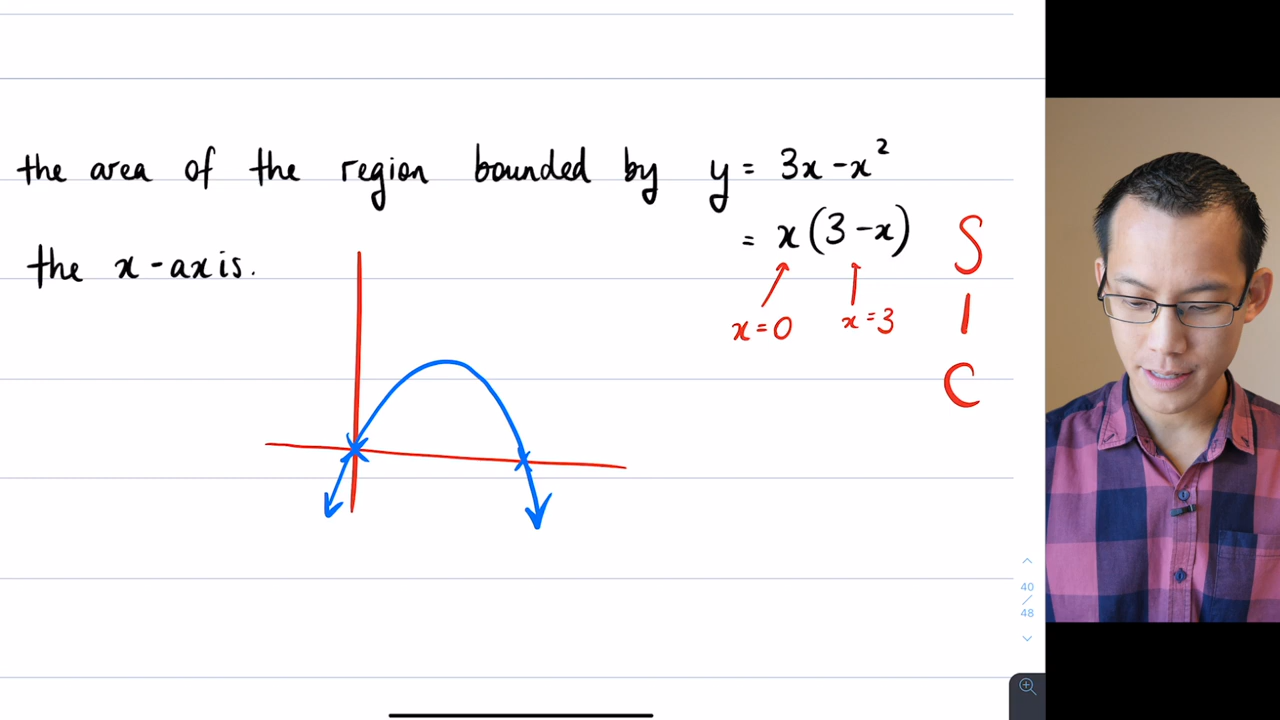 the area of the region bounded by y = 3x - x²
= x(3-x)
the x-axis.
x=0
x=3
S
I
C
40
/
48